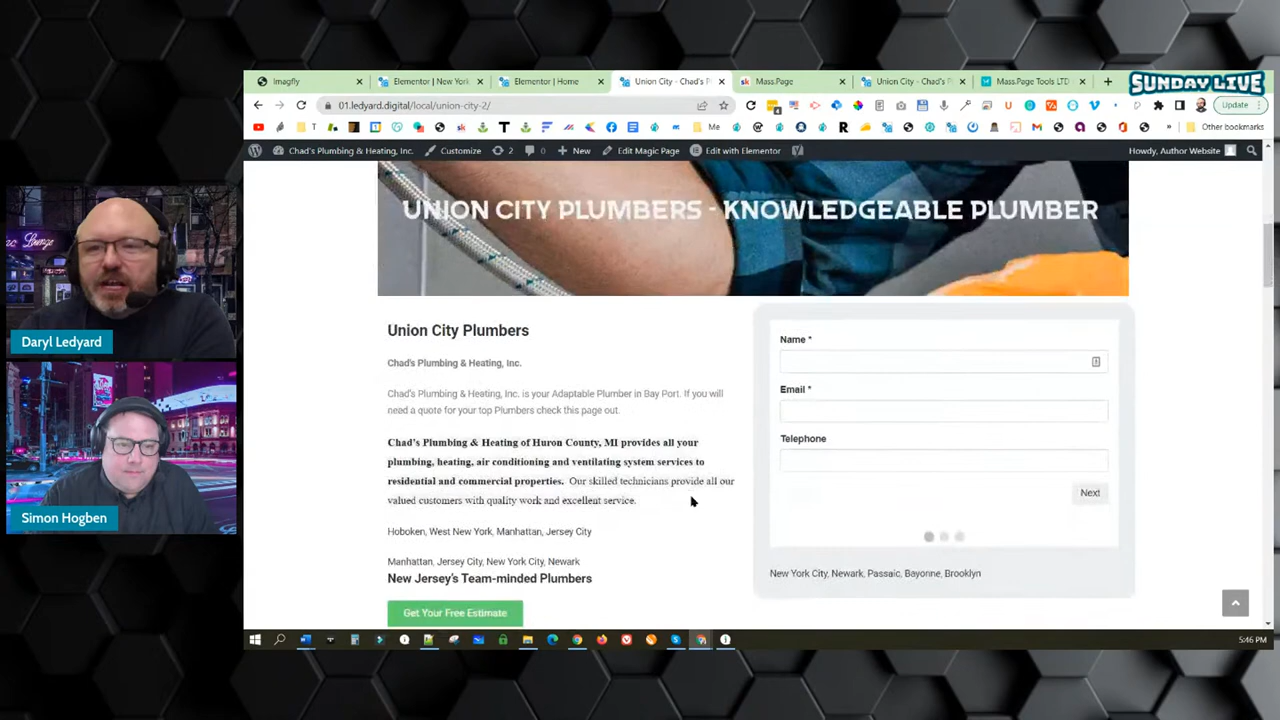 SUNDAY LIVE
Imagfly
Elementor | New York
Elementor | Home
Union City - Chad's P
Mass.Page
Union City - Chad's P
Mass.Page Tools LTD
01.ledyard.digital/local/union-city-2/
Update
Me
Other bookmarks
Chad's Plumbing & Heating, Inc.
Customize
2
0
New
Edit Magic Page
Edit with Elementor
Howdy, Author Website
UNION CITY PLUMBERS - KNOWLEDGEABLE PLUMBER
Union City Plumbers
Chad's Plumbing & Heating, Inc.
Chad's Plumbing & Heating, Inc. is your Adaptable Plumber in Bay Port. If you will
need a quote for your top Plumbers check this page out.
Chad's Plumbing & Heating of Huron County, MI provides all your
plumbing, heating, air conditioning and ventilating system services to
residential and commercial properties. Our skilled technicians provide all our
valued customers with quality work and excellent service.
Hoboken, West New York, Manhattan, Jersey City
Manhattan, Jersey City, New York City, Newark
New Jersey's Team-minded Plumbers
Get Your Free Estimate
Name *
Email *
Telephone
Next
New York City, Newark, Passaic, Bayonne, Brooklyn
5:46 PM
Daryl Ledyard
Simon Hogben